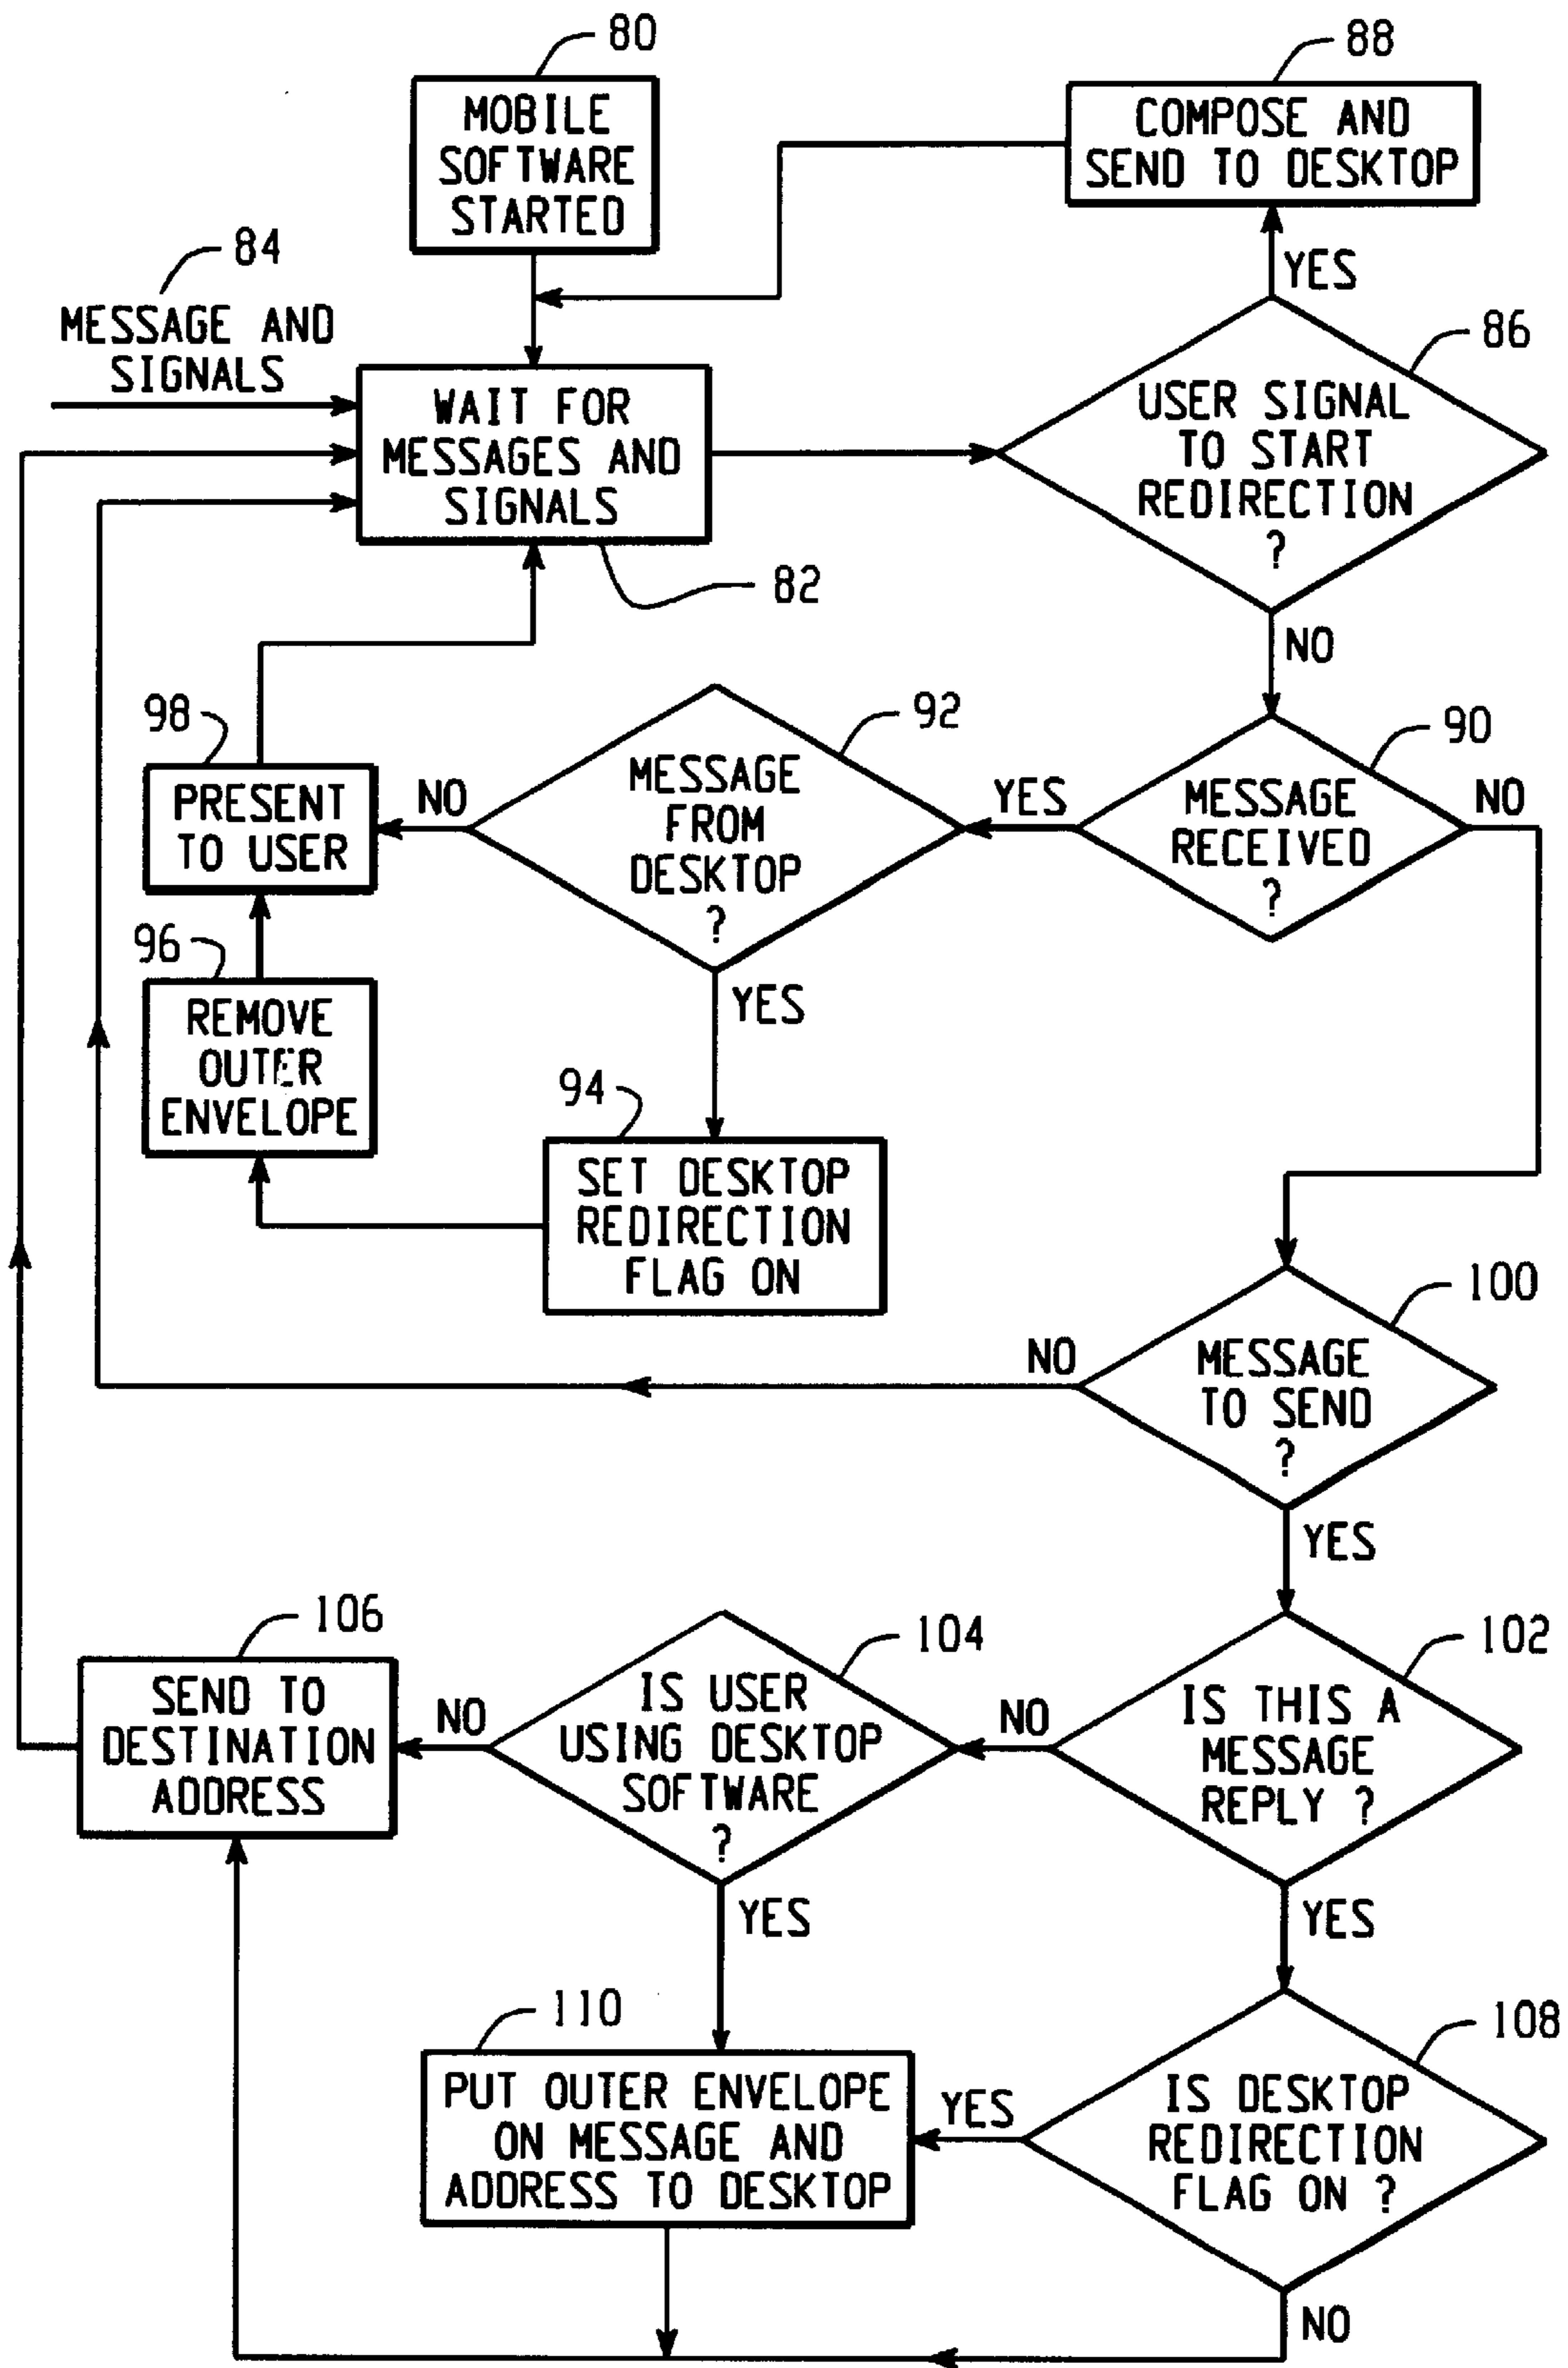 80
MOBILE
SOFTWARE
STARTED
88
COMPOSE AND
SEND TO DESKTOP
84
MESSAGE AND
SIGNALS
YES
86
WAIT FOR
MESSAGES AND
SIGNALS
82
USER SIGNAL
TO START
REDIRECTION
?
NO
98
PRESENT
TO USER
NO
92
MESSAGE
FROM
DESKTOP
?
YES
90
MESSAGE
RECEIVED
?
NO
96
REMOVE
OUTER
ENVELOPE
YES
94
SET DESKTOP
REDIRECTION
FLAG ON
100
NO
MESSAGE
TO SEND
?
YES
106
SEND TO
DESTINATION
ADDRESS
NO
104
IS USER
USING DESKTOP
SOFTWARE
?
NO
102
IS THIS A
MESSAGE
REPLY ?
YES
YES
110
PUT OUTER ENVELOPE
ON MESSAGE AND
ADDRESS TO DESKTOP
YES
108
IS DESKTOP
REDIRECTION
FLAG ON ?
NO